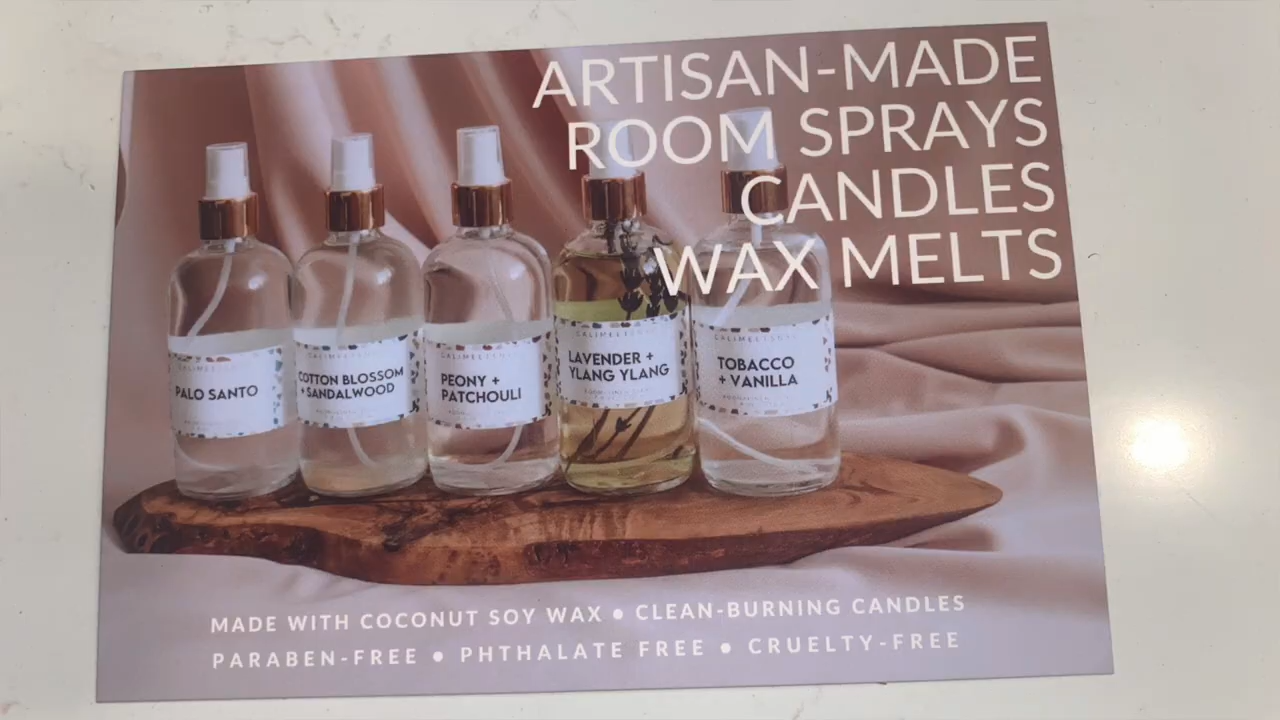 ARTISAN-MADE
ROOM SPRAYS
CANDLES
WAX MELTS
PALO SANTO
COTTON BLOSSOM
+ SANDALWOOD
PEONY +
PATCHOULI
LAVENDER +
YLANG YLANG
TOBACCO
+ VANILLA
MADE WITH COCONUT SOY WAX • CLEAN-BURNING CANDLES
PARABEN-FREE • PHTHALATE FREE • CRUELTY-FREE